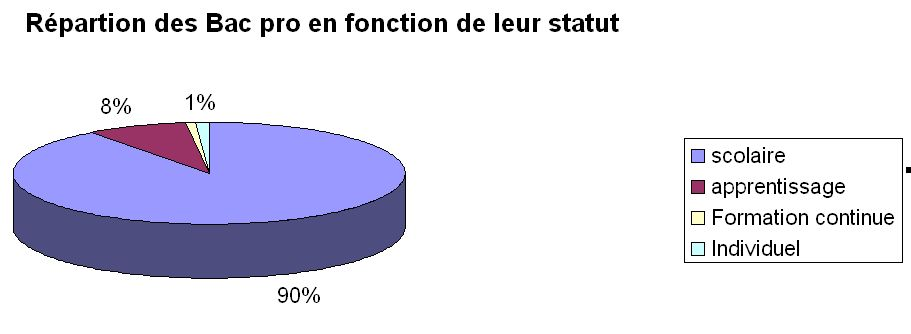 Répartion des Bac pro en fonction de leur statut
8%
1%
90%
scolaire
apprentissage
Formation continue
Individuel